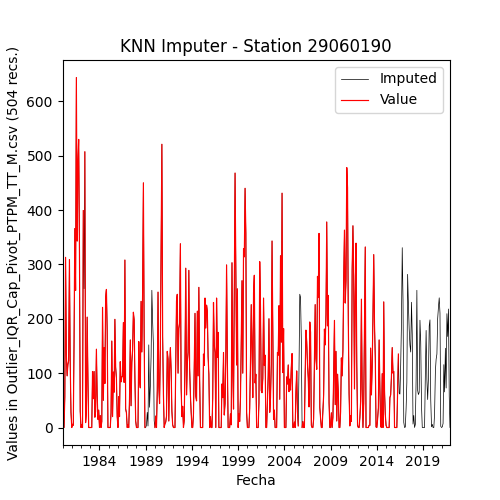 KNN Imputer - Station 29060190
Imputed
Value
Values in Outlier_IQR_Cap_Pivot_PTPM_TT_M.csv (504 recs.)
600
500
400
300
200
100
0
1984 1989 1994 1999 2004 2009 2014 2019
Fecha